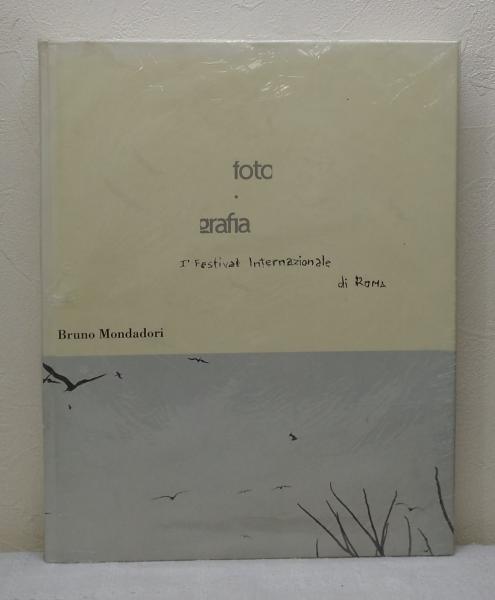 foto
.
grafia
I° Festival Internazionale
di Roma
Bruno Mondadori